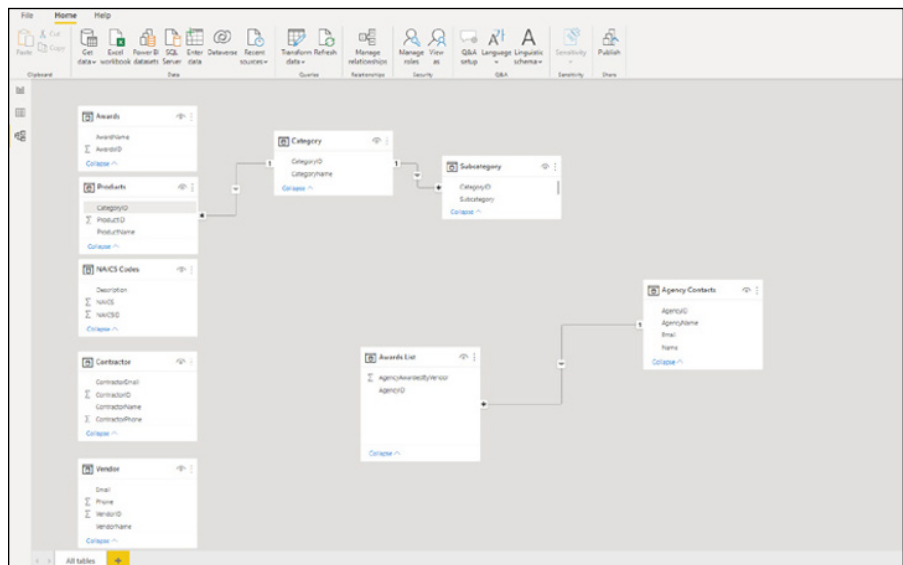 File Home Help
Cut
Paste Copy
Get data Excel workbook Power BI datasets SQL Server Enter data Dataverse Recent sources Transform data Refresh Manage relationships Manage roles View as Q&A setup Language Linguistic schema Sensitivity Publish
Clipboard Data Queries Relationships Security Q&A Sensitivity Share
Awards
AwardName
Σ AwardsID
Collapse
Category
CategoryID
CategoryName
Collapse
Subcategory
CategoryID
Subcategory
Collapse
Products
CategoryID
Σ ProductID
ProductName
Collapse
1
1
*
*
NAICS Codes
Description
Σ NAICS
Σ NAICSID
Collapse
Agency Contacts
AgencyID
AgencyName
Email
Name
Collapse
1
Contractor
ContractorEmail
Σ ContractorID
ContractorName
Σ ContractorPhone
Collapse
Awards List
Σ AgencyAwardedByVendor
AgencyID
Collapse
*
Vendor
Email
Σ Phone
Σ VendorID
VendorName
Collapse
All tables +